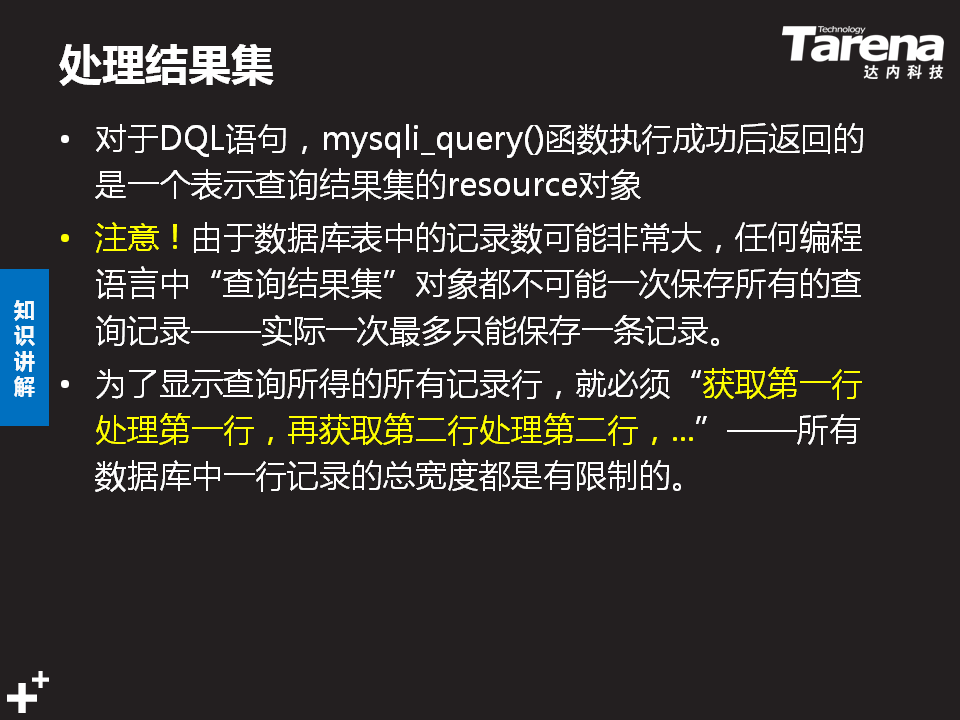 处理结果集
Technology
Tarena
达内科技
• 对于DQL语句，mysqli_query()函数执行成功后返回的
是一个表示查询结果集的resource对象
• 注意！由于数据库表中的记录数可能非常大，任何编程
语言中“查询结果集”对象都不可能一次保存所有的查
询记录——实际一次最多只能保存一条记录。
• 为了显示查询所得的所有记录行，就必须“获取第一行
处理第一行，再获取第二行处理第二行，…”——所有
数据库中一行记录的总宽度都是有限制的。
知
识
讲
解